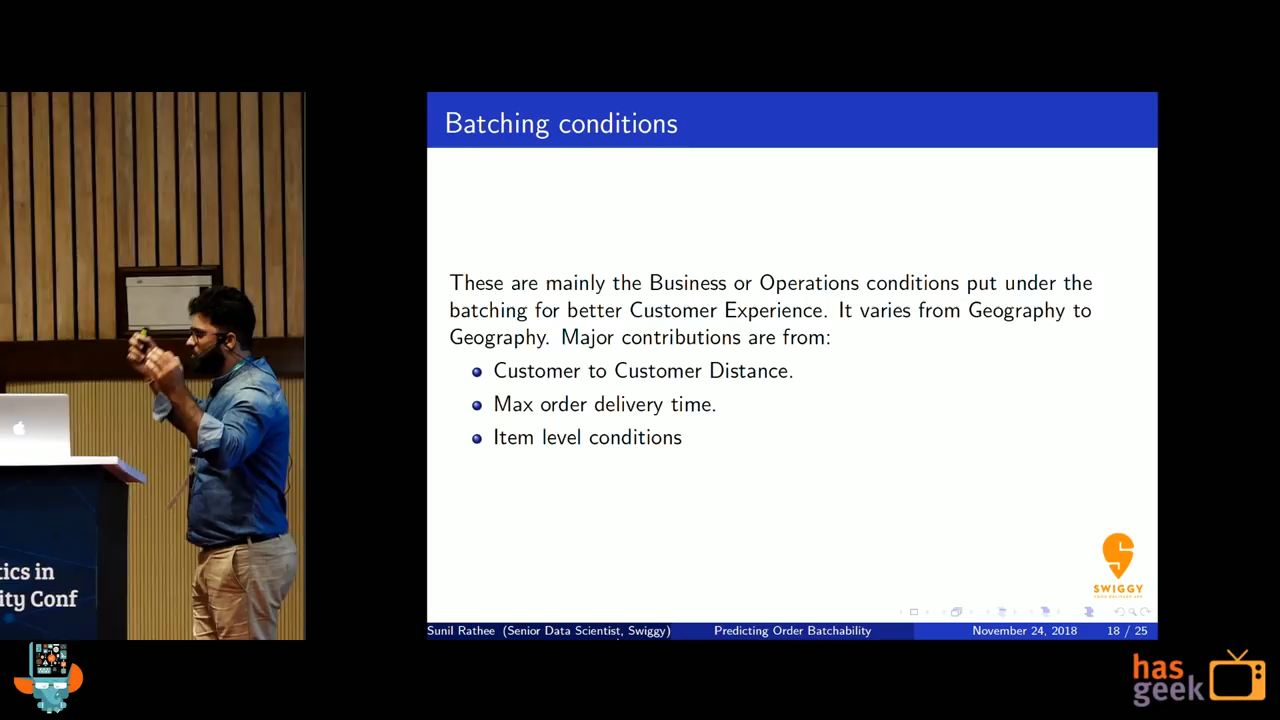 Batching conditions
These are mainly the Business or Operations conditions put under the
batching for better Customer Experience. It varies from Geography to
Geography. Major contributions are from:
Customer to Customer Distance.
Max order delivery time.
Item level conditions
SWIGGY
Sunil Rathee (Senior Data Scientist, Swiggy) Predicting Order Batchability November 24, 2018 18 / 25
tics in
ity Conf
has
geek